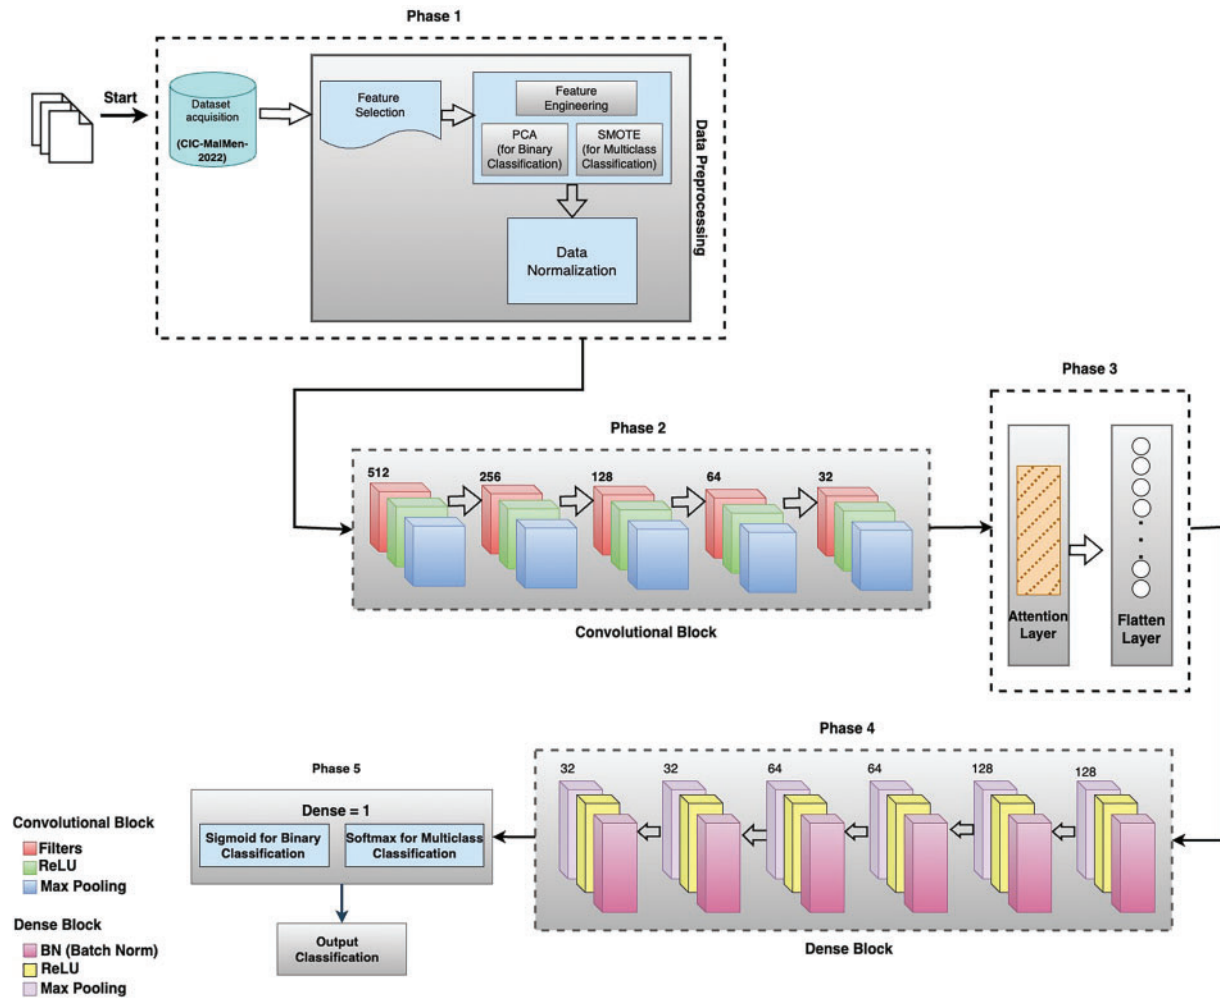 Phase 1
Start
Dataset
acquisition
(CIC-MalMen-
2022)
Feature
Selection
Feature
Engineering
PCA
(for Binary
Classification)
SMOTE
(for Multiclass
Classification)
Data
Normalization
Data Preprocessing
Phase 2
512
256
128
64
32
Convolutional Block
Phase 3
Attention
Layer
Flatten
Layer
Phase 4
32
32
64
64
128
128
Dense Block
Phase 5
Dense = 1
Sigmoid for Binary
Classification
Softmax for Multiclass
Classification
Output
Classification
Convolutional Block
Filters
ReLU
Max Pooling
Dense Block
BN (Batch Norm)
ReLU
Max Pooling